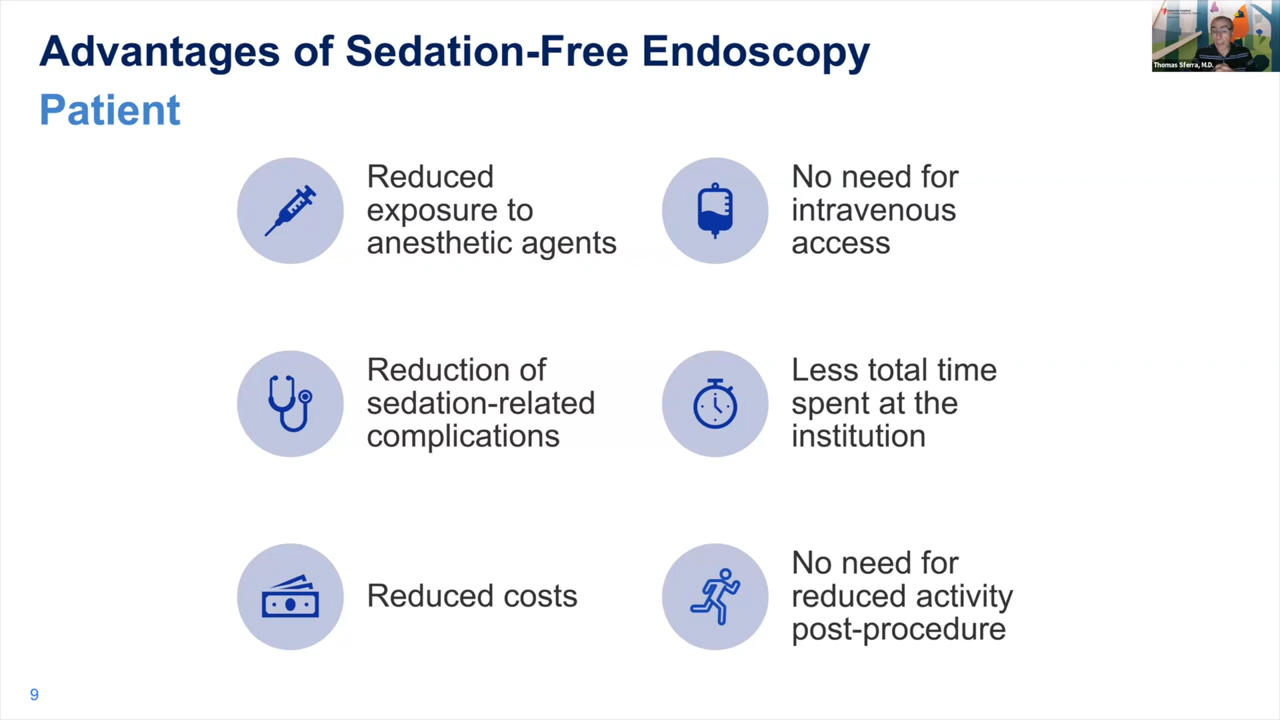 Advantages of Sedation-Free Endoscopy
Patient
Reduced
exposure to
anesthetic agents
No need for
intravenous
access
Reduction of
sedation-related
complications
Less total time
spent at the
institution
Reduced costs
No need for
reduced activity
post-procedure
9
Thomas Sferra, M.D.